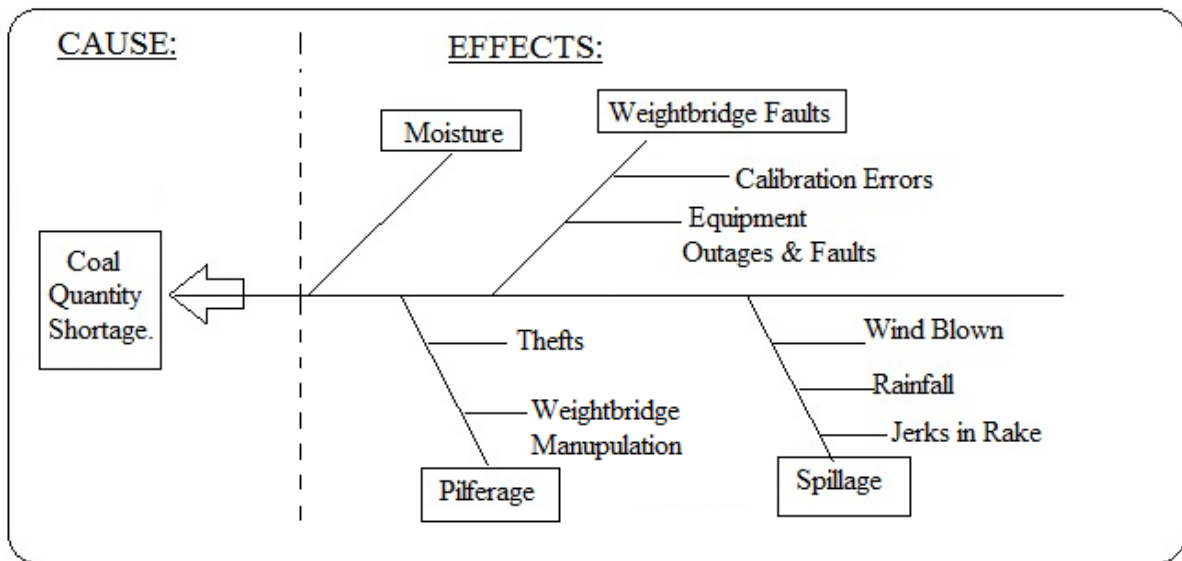 CAUSE:
EFFECTS:
Moisture
Weightbridge Faults
Calibration Errors
Equipment
Outages & Faults
Coal
Quantity
Shortage.
Thefts
Weightbridge
Manupulation
Pilferage
Wind Blown
Rainfall
Jerks in Rake
Spillage